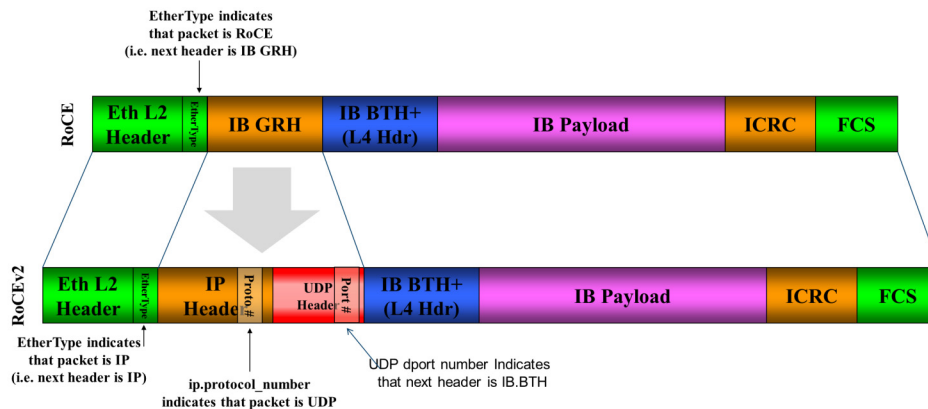 EtherType indicates
that packet is RoCE
(i.e. next header is IB GRH)
RoCE
Eth L2
Header
EtherType
IB GRH
IB BTH+
(L4 Hdr)
IB Payload
ICRC
FCS
RoCEv2
Eth L2
Header
EtherType
IP
Header
Proto #
UDP
Header
Port #
IB BTH+
(L4 Hdr)
IB Payload
ICRC
FCS
EtherType indicates
that packet is IP
(i.e. next header is IP)
ip.protocol_number
indicates that packet is UDP
UDP dport number Indicates
that next header is IB.BTH